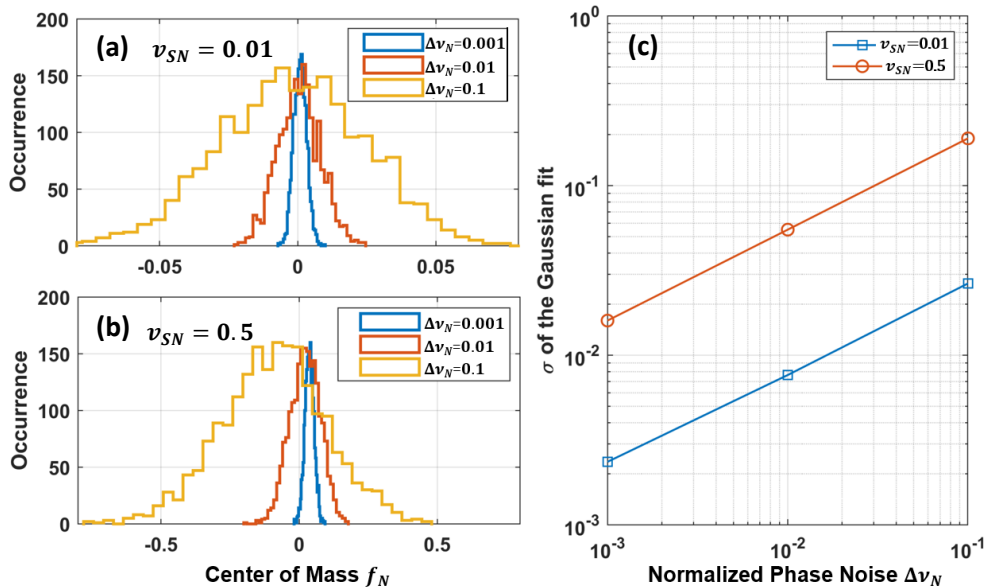 (a)
v_SN = 0.01
Δν_N=0.001
Δν_N=0.01
Δν_N=0.1
200
150
100
50
0
Occurrence
-0.05
0
0.05
(b)
v_SN = 0.5
Δν_N=0.001
Δν_N=0.01
Δν_N=0.1
200
150
100
50
0
Occurrence
-0.5
0
0.5
Center of Mass f_N
(c)
v_SN=0.01
v_SN=0.5
10^0
10^-1
10^-2
10^-3
σ of the Gaussian fit
10^-3
10^-2
10^-1
Normalized Phase Noise Δν_N